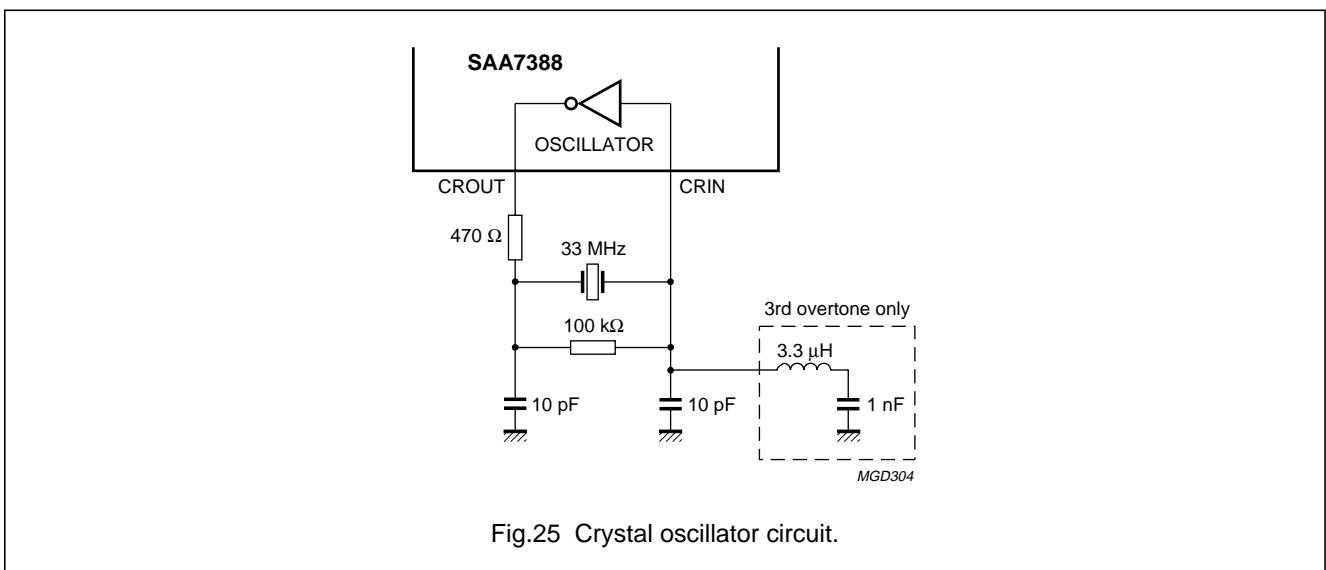 SAA7388
OSCILLATOR
CROUT
CRIN
470 Ω
33 MHz
3rd overtone only
100 kΩ
3.3 μH
10 pF
10 pF
1 nF
MGD304
Fig.25 Crystal oscillator circuit.